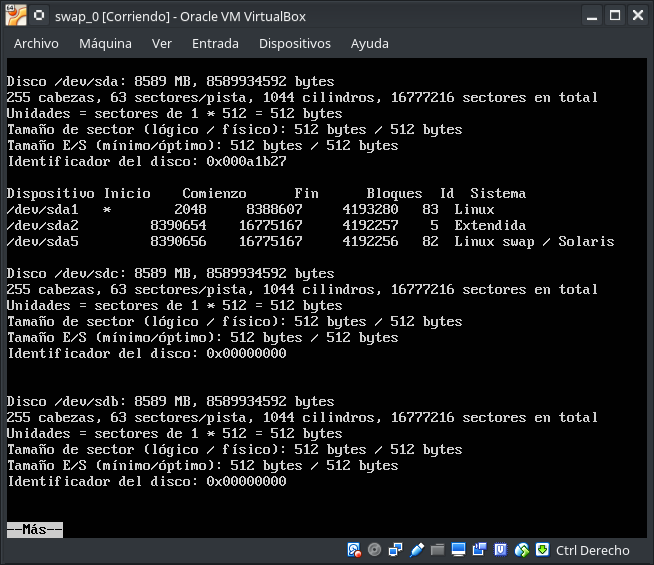 swap_0 [Corriendo] - Oracle VM VirtualBox
Archivo Máquina Ver Entrada Dispositivos Ayuda
Disco /dev/sda: 8589 MB, 8589934592 bytes
255 cabezas, 63 sectores/pista, 1044 cilindros, 16777216 sectores en total
Unidades = sectores de 1 * 512 = 512 bytes
Tamaño de sector (lógico / físico): 512 bytes / 512 bytes
Tamaño E/S (mínimo/óptimo): 512 bytes / 512 bytes
Identificador del disco: 0x000a1b27
Dispositivo Inicio Comienzo Fin Bloques Id Sistema
/dev/sda1 * 2048 8388607 4193280 83 Linux
/dev/sda2 8390654 16775167 4192257 5 Extendida
/dev/sda5 8390656 16775167 4192256 82 Linux swap / Solaris
Disco /dev/sdc: 8589 MB, 8589934592 bytes
255 cabezas, 63 sectores/pista, 1044 cilindros, 16777216 sectores en total
Unidades = sectores de 1 * 512 = 512 bytes
Tamaño de sector (lógico / físico): 512 bytes / 512 bytes
Tamaño E/S (mínimo/óptimo): 512 bytes / 512 bytes
Identificador del disco: 0x00000000
Disco /dev/sdb: 8589 MB, 8589934592 bytes
255 cabezas, 63 sectores/pista, 1044 cilindros, 16777216 sectores en total
Unidades = sectores de 1 * 512 = 512 bytes
Tamaño de sector (lógico / físico): 512 bytes / 512 bytes
Tamaño E/S (mínimo/óptimo): 512 bytes / 512 bytes
Identificador del disco: 0x00000000
--Más--
Ctrl Derecho